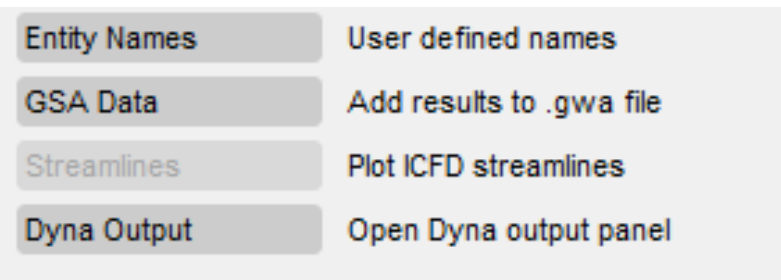 Entity Names User defined names
GSA Data Add results to .gwa file
Streamlines Plot ICFD streamlines
Dyna Output Open Dyna output panel